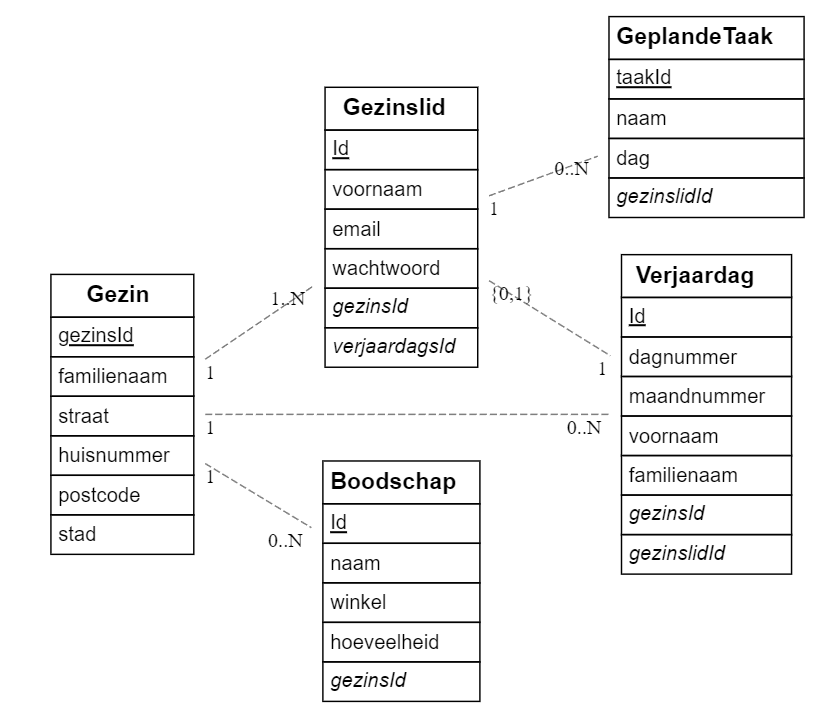 GeplandeTaak
taakId
naam
dag
gezinslidId
0..N
1
Gezinslid
Id
voornaam
email
wachtwoord
gezinsId
verjaardagsId
1..N
1
{0,1}
1
Verjaardag
Id
dagnummer
maandnummer
voornaam
familienaam
gezinsId
gezinslidId
Gezin
gezinsId
familienaam
straat
huisnummer
postcode
stad
1
0..N
1
0..N
Boodschap
Id
naam
winkel
hoeveelheid
gezinsId